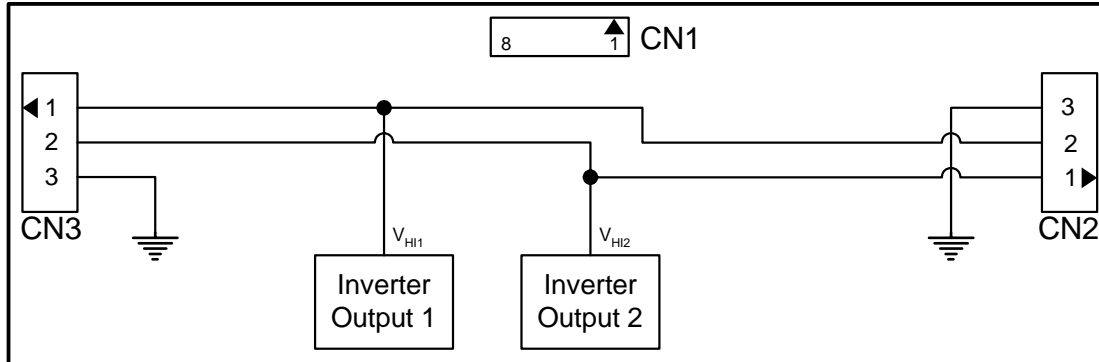 8 1 CN1
1
2
3
CN3
3
2
1
CN2
VHI1
VHI2
Inverter
Output 1
Inverter
Output 2